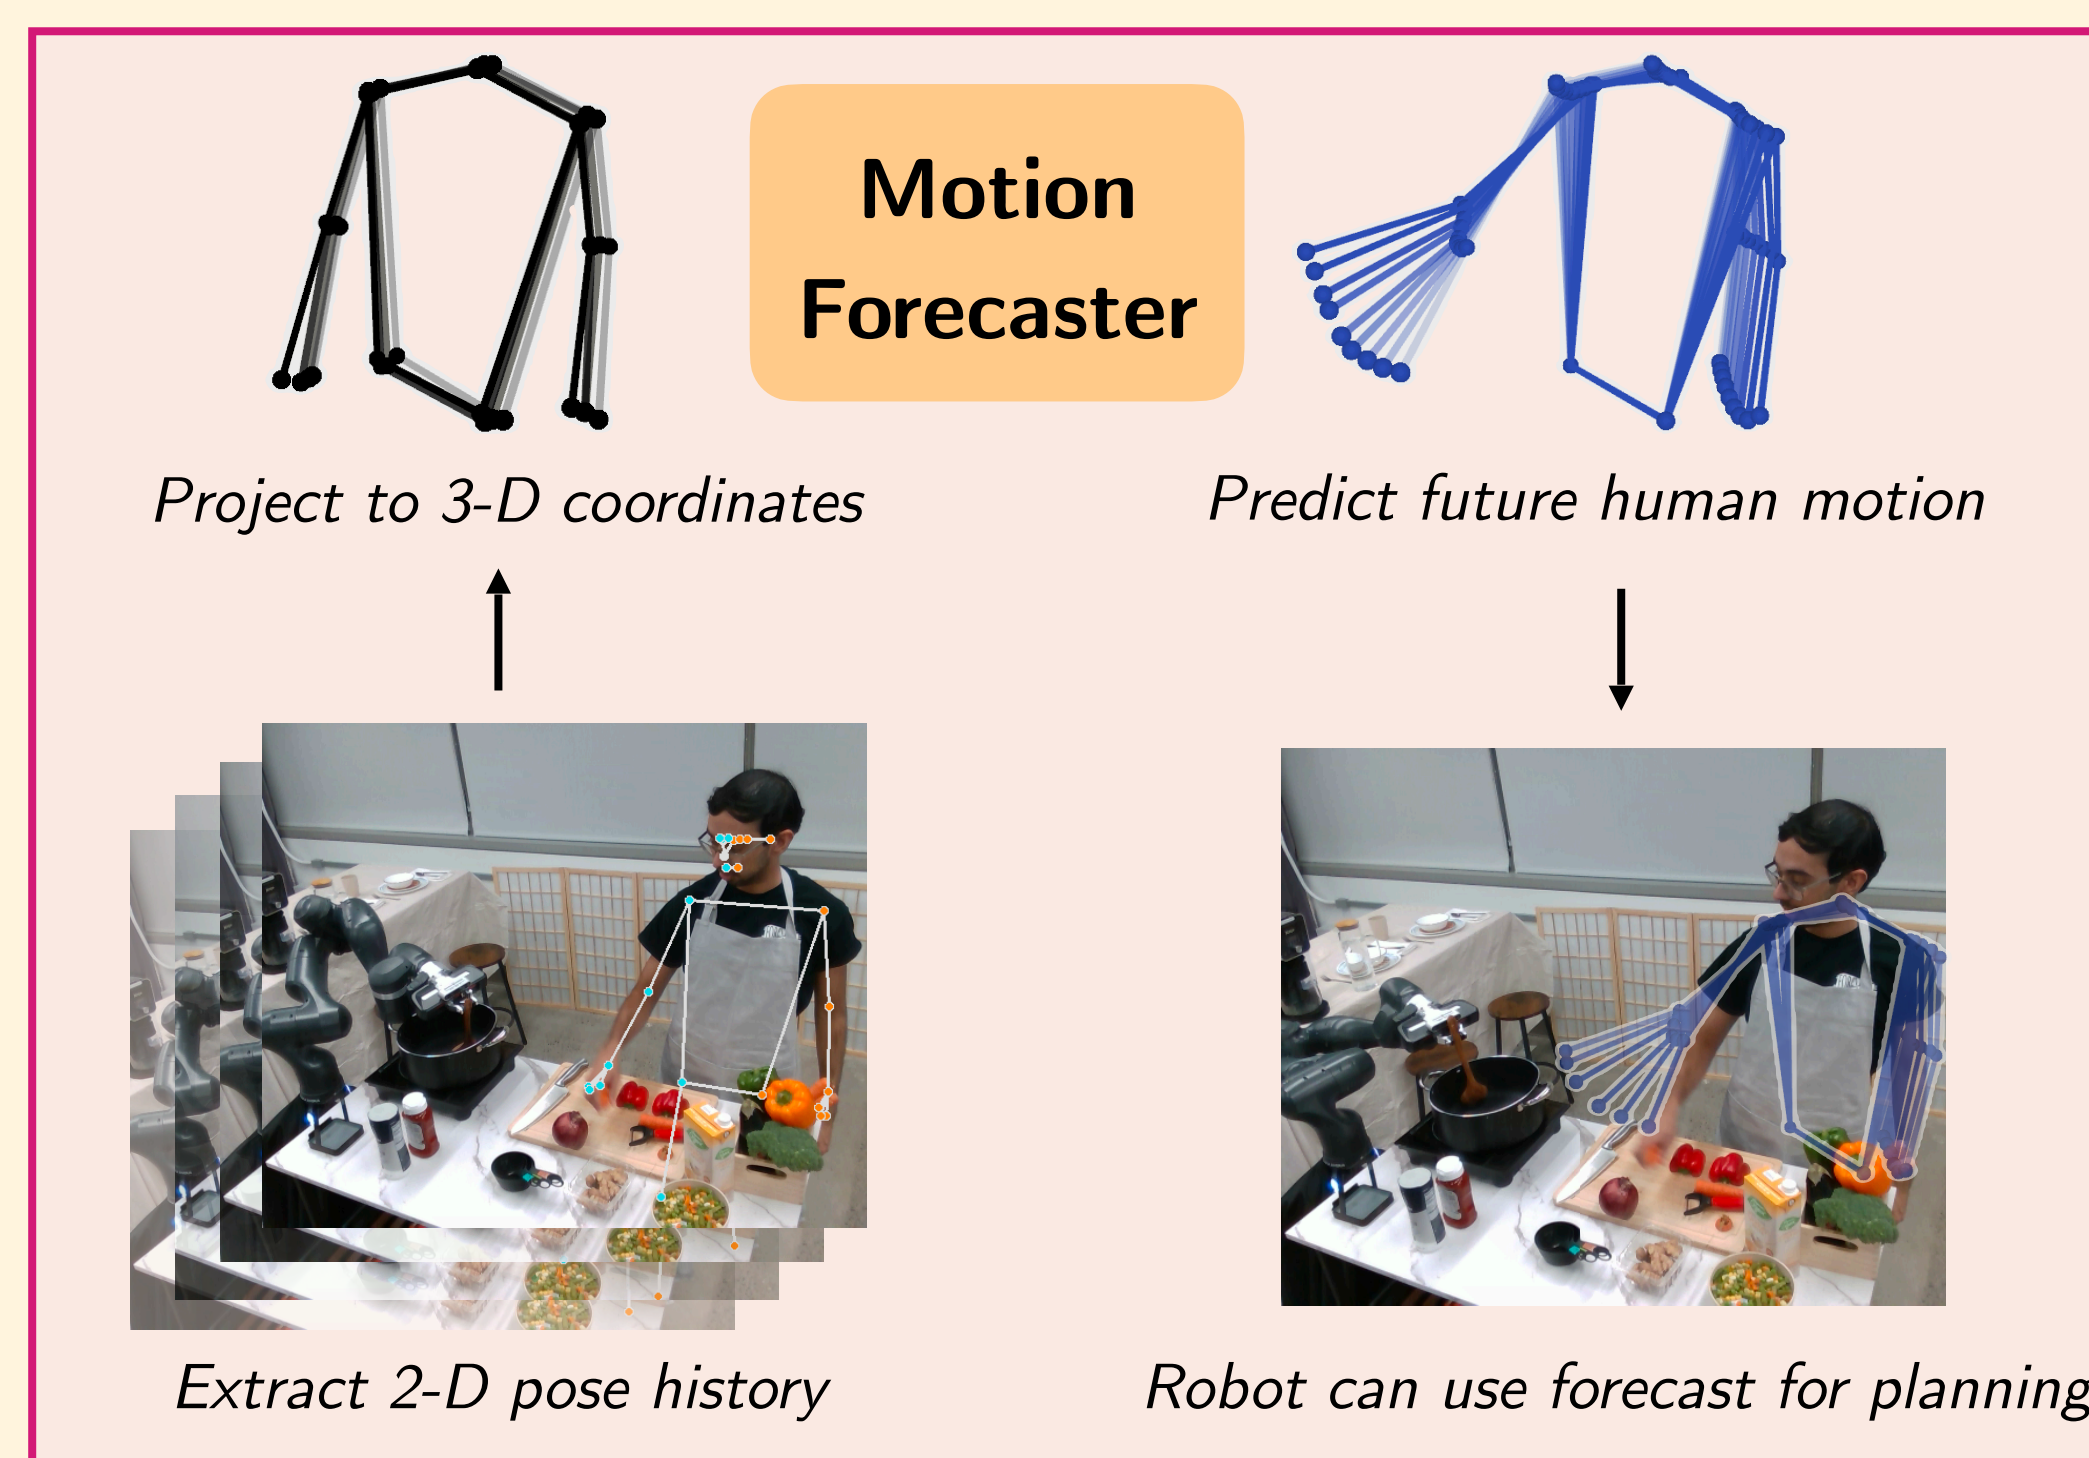 Motion
Forecaster
Project to 3-D coordinates
Predict future human motion
Extract 2-D pose history
Robot can use forecast for planning